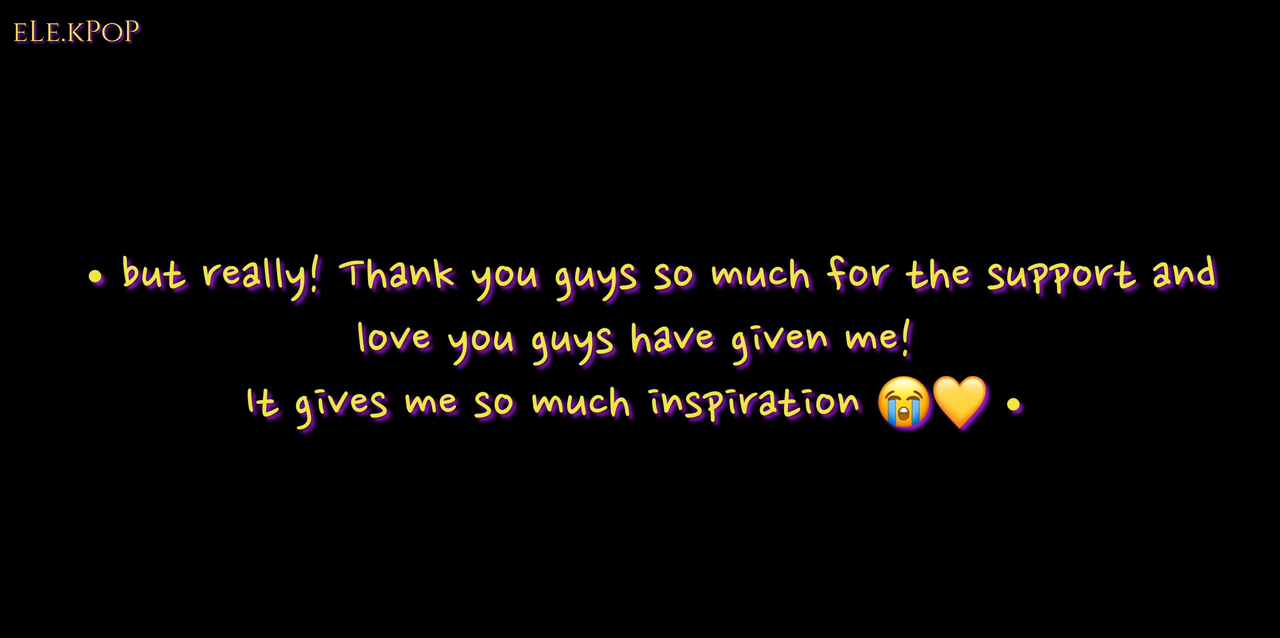 eLe.kPoP
• but really! Thank you guys so much for the support and
love you guys have given me!
It gives me so much inspiration 😭💛 •